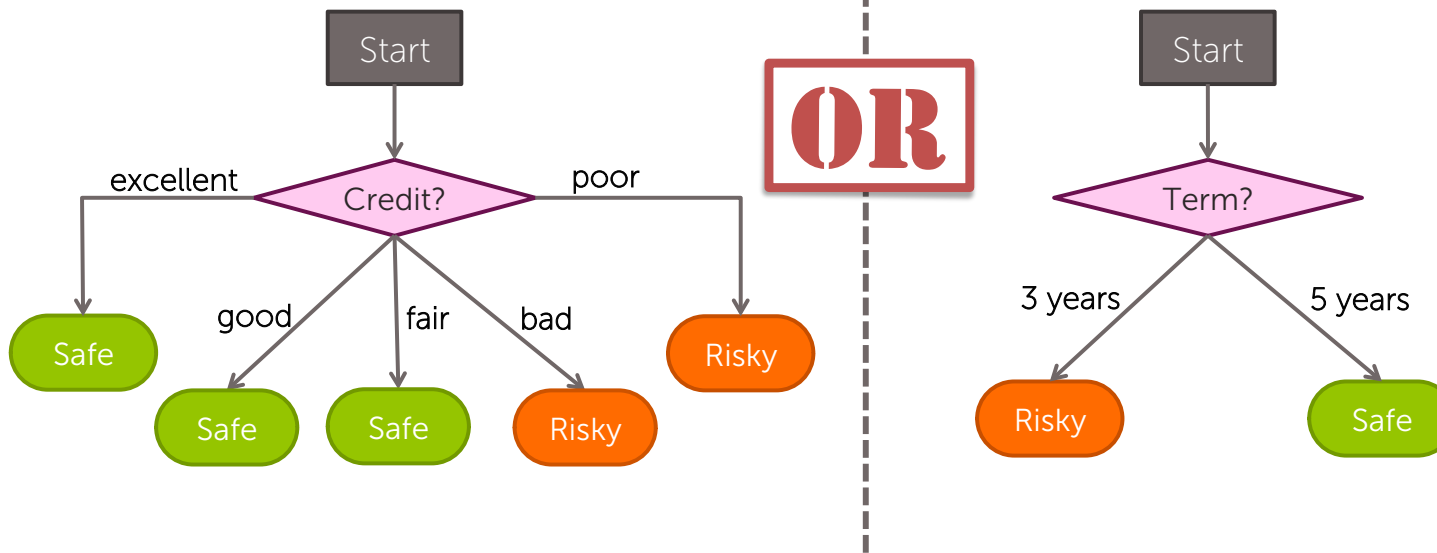 Start
Credit?
excellent
poor
good
fair
bad
Safe
Safe
Safe
Risky
Risky
OR
Start
Term?
3 years
5 years
Risky
Safe